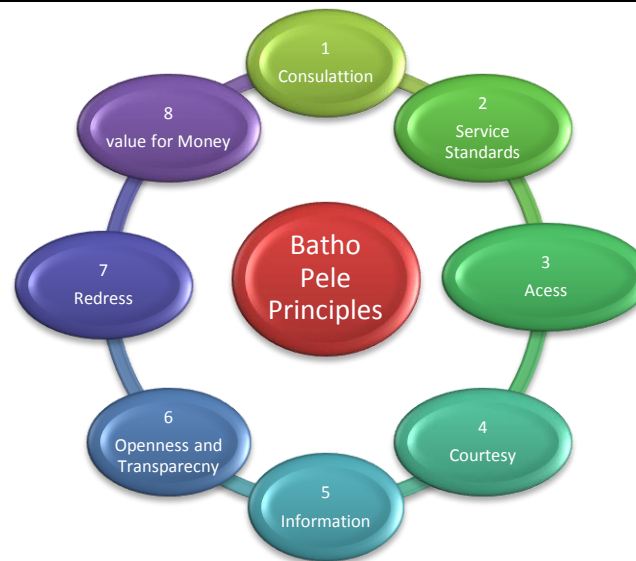 1
Consulattion
2
Service
Standards
3
Acess
4
Courtesy
5
Information
6
Openness and
Transparecny
7
Redress
8
value for Money
Batho
Pele
Principles